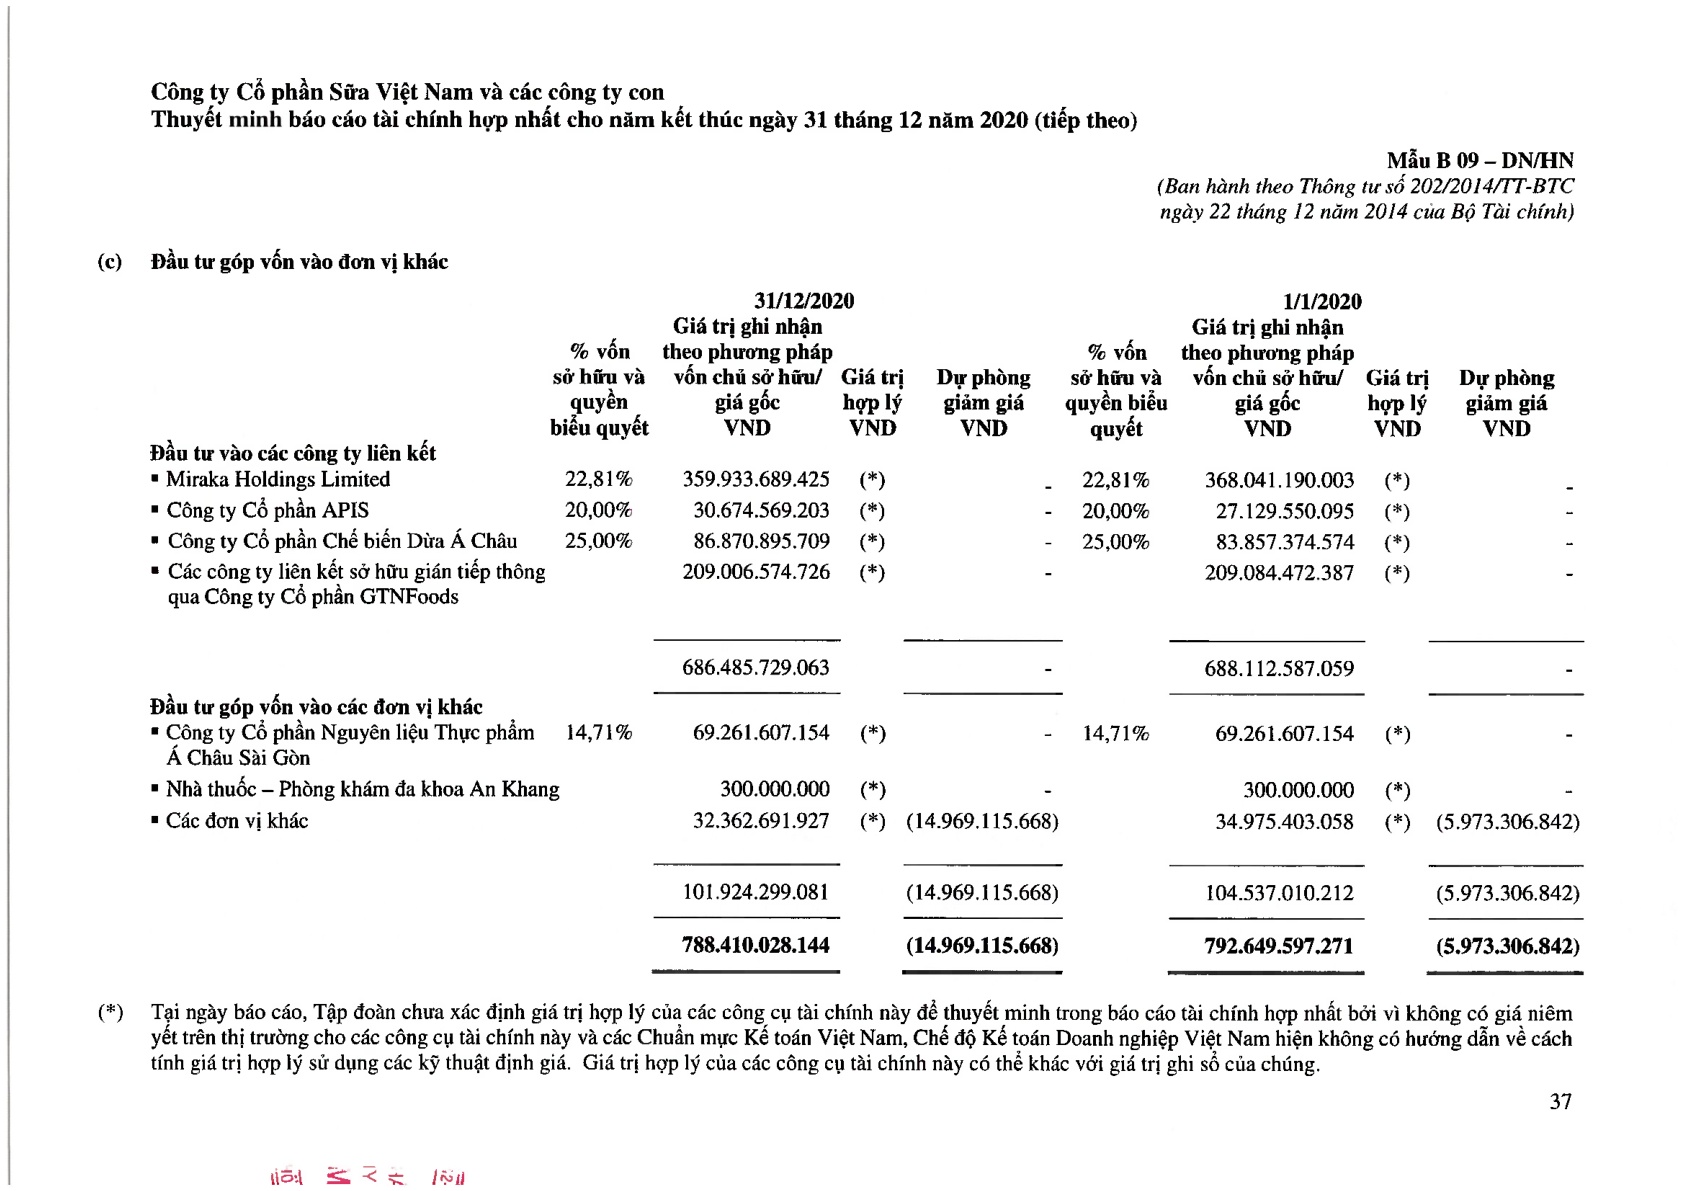 Công ty Cổ phần Sữa Việt Nam và các công ty con
Thuyết minh báo cáo tài chính hợp nhất cho năm kết thúc ngày 31 tháng 12 năm 2020 (tiếp theo)
Mẫu B 09 – DN/HN
(Ban hành theo Thông tư số 202/2014/TT-BTC
ngày 22 tháng 12 năm 2014 của Bộ Tài chính)
(c) Đầu tư góp vốn vào đơn vị khác
31/12/2020 1/1/2020
Giá trị ghi nhận Giá trị ghi nhận
% vốn theo phương pháp % vốn theo phương pháp
sở hữu và vốn chủ sở hữu/ Giá trị Dự phòng sở hữu và vốn chủ sở hữu/ Giá trị Dự phòng
quyền giá gốc hợp lý giảm giá quyền biểu giá gốc hợp lý giảm giá
biểu quyết VND VND VND quyết VND VND VND
Đầu tư vào các công ty liên kết
▪ Miraka Holdings Limited 22,81% 359.933.689.425 (*) - 22,81% 368.041.190.003 (*) -
▪ Công ty Cổ phần APIS 20,00% 30.674.569.203 (*) - 20,00% 27.129.550.095 (*) -
▪ Công ty Cổ phần Chế biến Dừa Á Châu 25,00% 86.870.895.709 (*) - 25,00% 83.857.374.574 (*) -
▪ Các công ty liên kết sở hữu gián tiếp thông 209.006.574.726 (*) - 209.084.472.387 (*) -
qua Công ty Cổ phần GTNFoods
686.485.729.063 - 688.112.587.059 -
Đầu tư góp vốn vào các đơn vị khác
▪ Công ty Cổ phần Nguyên liệu Thực phẩm 14,71% 69.261.607.154 (*) - 14,71% 69.261.607.154 (*) -
Á Châu Sài Gòn
▪ Nhà thuốc – Phòng khám đa khoa An Khang 300.000.000 (*) - 300.000.000 (*) -
▪ Các đơn vị khác 32.362.691.927 (*) (14.969.115.668) 34.975.403.058 (*) (5.973.306.842)
101.924.299.081 (14.969.115.668) 104.537.010.212 (5.973.306.842)
788.410.028.144 (14.969.115.668) 792.649.597.271 (5.973.306.842)
(*) Tại ngày báo cáo, Tập đoàn chưa xác định giá trị hợp lý của các công cụ tài chính này để thuyết minh trong báo cáo tài chính hợp nhất bởi vì không có giá niêm
yết trên thị trường cho các công cụ tài chính này và các Chuẩn mực Kế toán Việt Nam, Chế độ Kế toán Doanh nghiệp Việt Nam hiện không có hướng dẫn về cách
tính giá trị hợp lý sử dụng các kỹ thuật định giá. Giá trị hợp lý của các công cụ tài chính này có thể khác với giá trị ghi sổ của chúng.
37